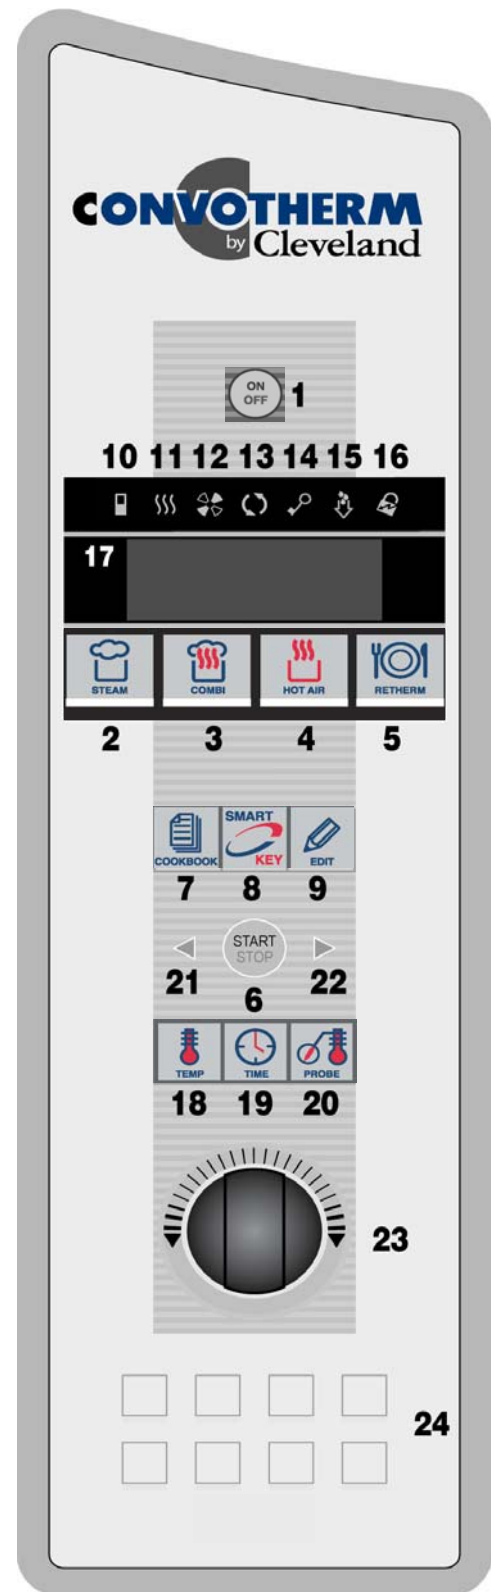 CONVOTHERM
by Cleveland
ON
OFF
1
10 11 12 13 14 15 16
17
STEAM COMBI HOT AIR RETHERM
2 3 4 5
SMART
KEY
COOKBOOK EDIT
7 8 9
START
STOP
21 22
6
TEMP TIME PROBE
18 19 20
23
24